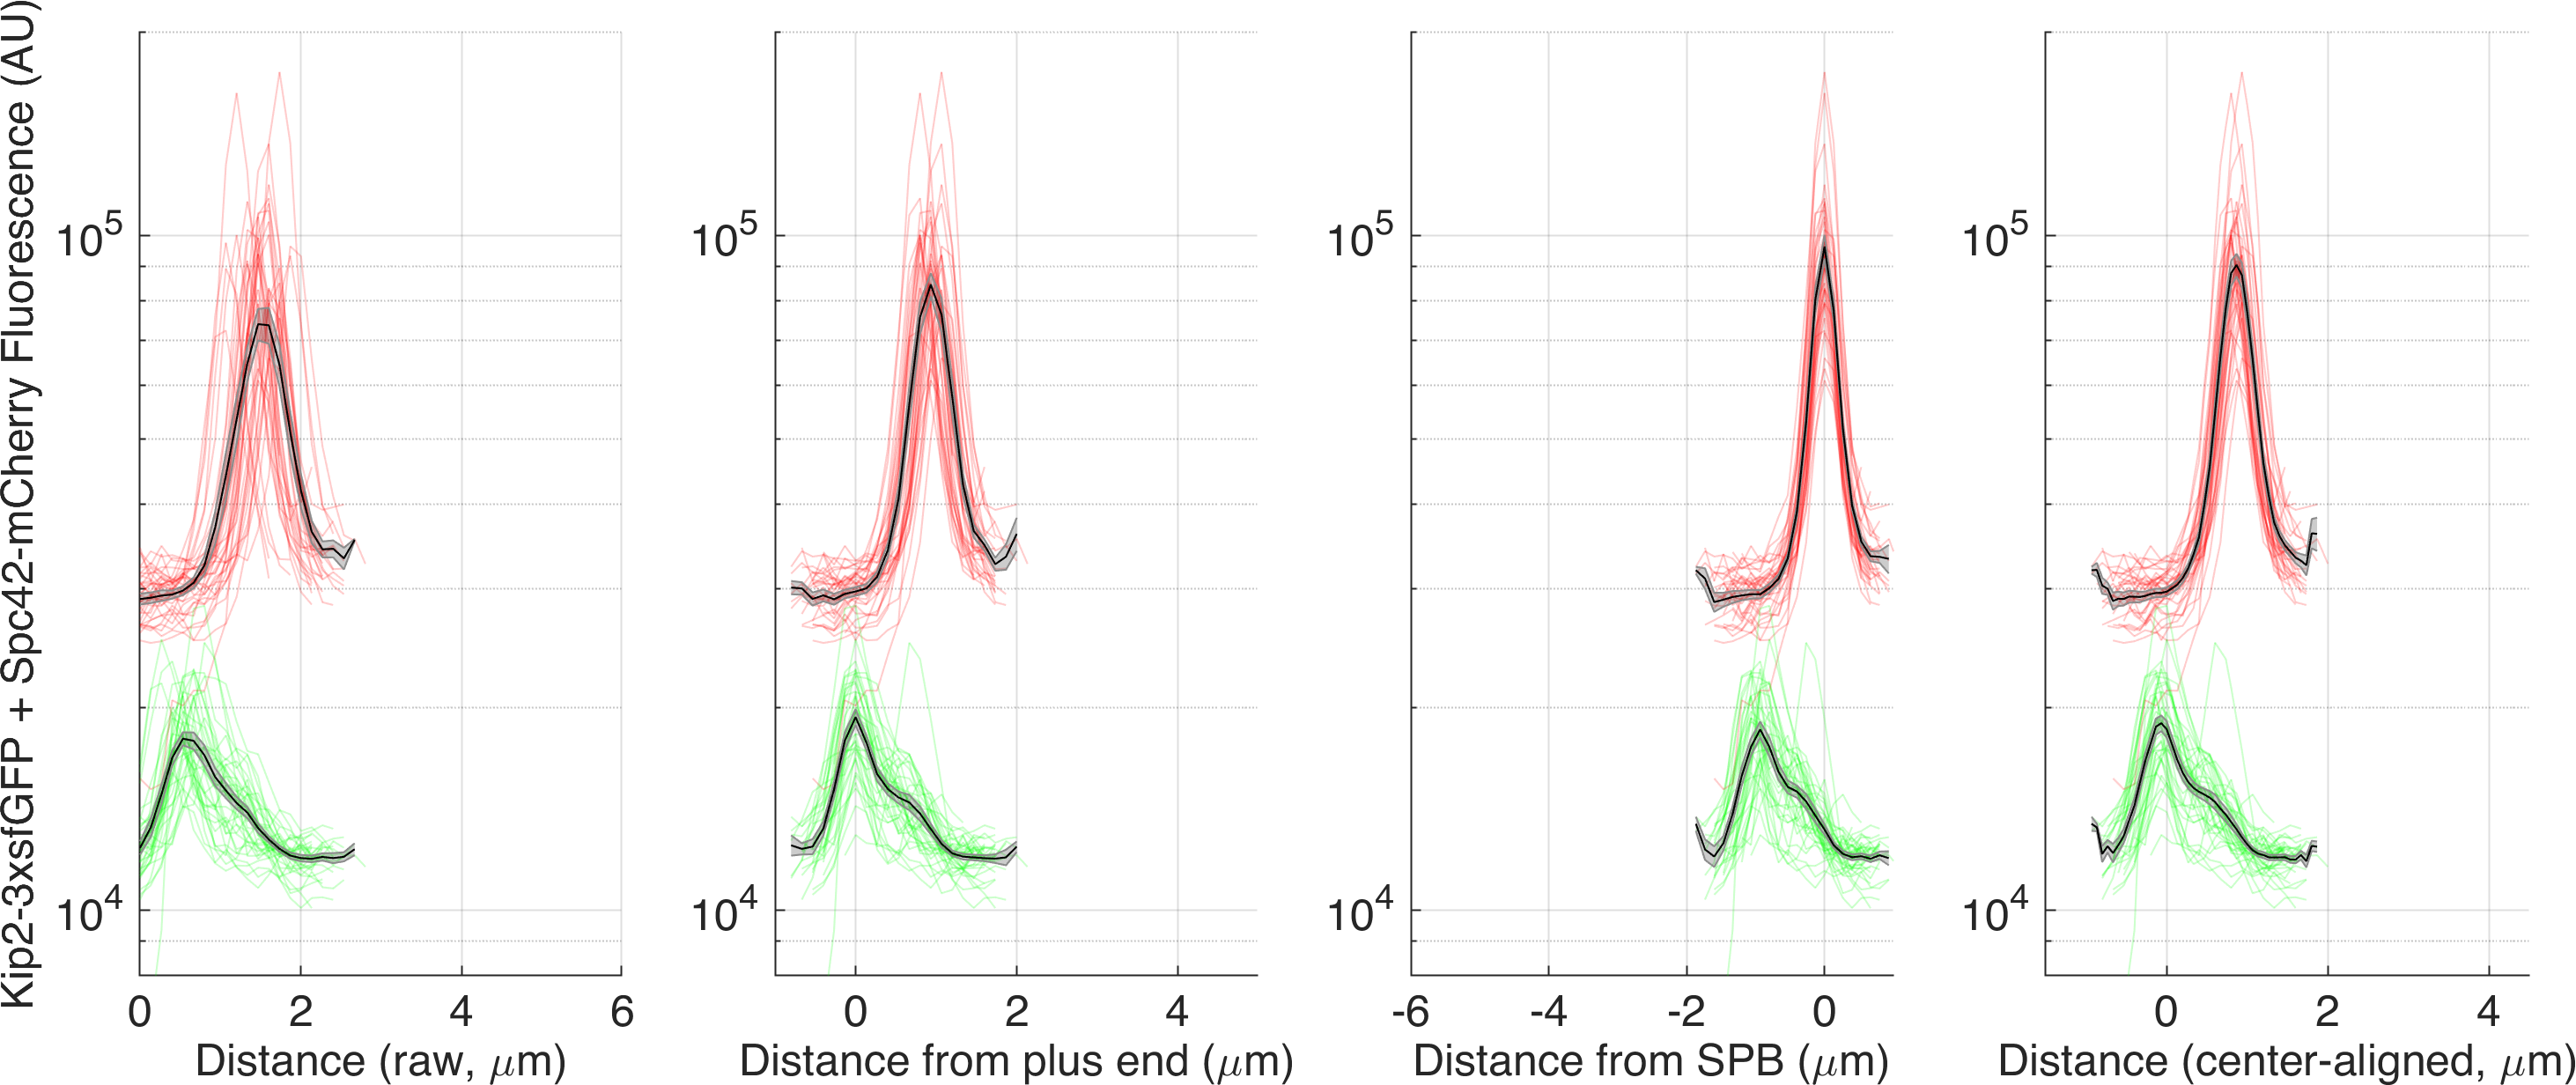 Kip2-3xsfGFP + Spc42-mCherry Fluorescence (AU)
10^5
10^4
0 2 4 6
Distance (raw, μm)
10^5
10^4
0 2 4
Distance from plus end (μm)
10^5
10^4
-6 -4 -2 0
Distance from SPB (μm)
10^5
10^4
0 2 4
Distance (center-aligned, μm)